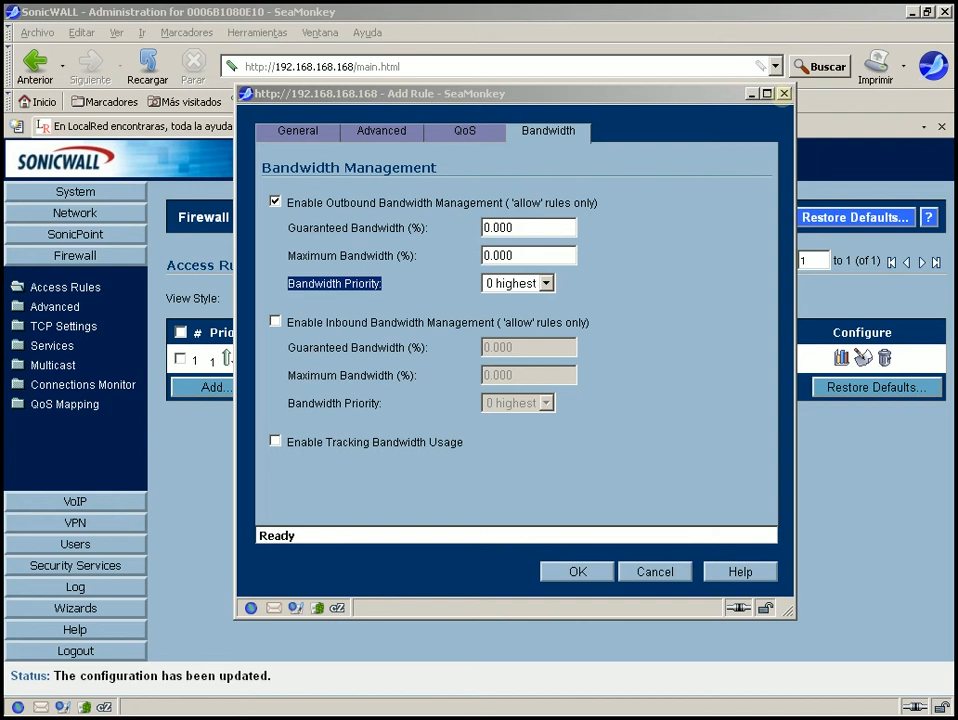 SonicWALL - Administration for 0006B1080E10 - SeaMonkey
Archivo Editar Ver Ir Marcadores Herramientas Ventana Ayuda
Anterior Siguiente Recargar Parar http://192.168.168.168/main.html Buscar Imprimir
Inicio Marcadores Más visitados
LR En LocalRed encontraras, toda la ayuda
http://192.168.168.168 - Add Rule - SeaMonkey
SONICWALL
General Advanced QoS Bandwidth
Bandwidth Management
Enable Outbound Bandwidth Management ( 'allow' rules only)
Guaranteed Bandwidth (%): 0.000
Maximum Bandwidth (%): 0.000
Bandwidth Priority: 0 highest
Enable Inbound Bandwidth Management ( 'allow' rules only)
Guaranteed Bandwidth (%): 0.000
Maximum Bandwidth (%): 0.000
Bandwidth Priority: 0 highest
Enable Tracking Bandwidth Usage
Ready
OK Cancel Help
System
Network
SonicPoint
Firewall
Access Rules
Advanced
TCP Settings
Services
Multicast
Connections Monitor
QoS Mapping
VoIP
VPN
Users
Security Services
Log
Wizards
Help
Logout
Firewall Restore Defaults... ?
Access Ru 1 to 1 (of 1)
View Style:
# Prio Configure
1 1
Add... Restore Defaults...
Status: The configuration has been updated.